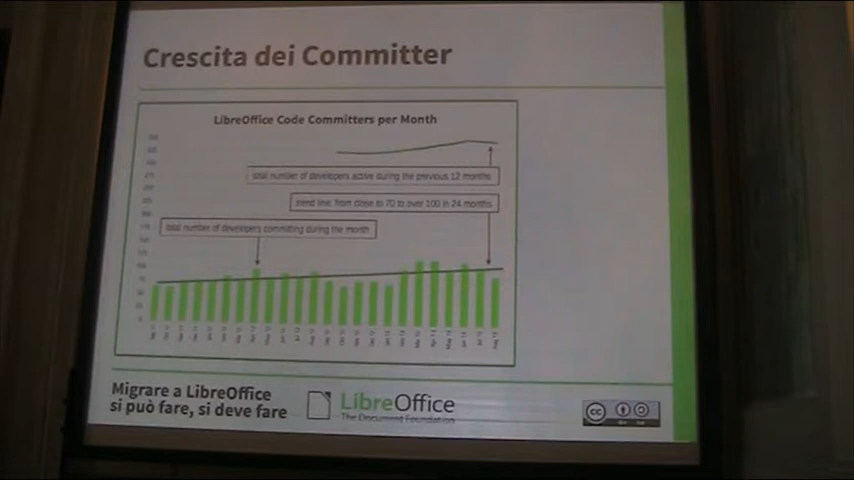 Crescita dei Committer
LibreOffice Code Committers per Month
total number of developers active during the previous 12 months
trend line: from close to 70 to over 100 in 24 months
total number of developers committing during the month
Migrare a LibreOffice
si può fare, si deve fare
LibreOffice
The Document Foundation
cc